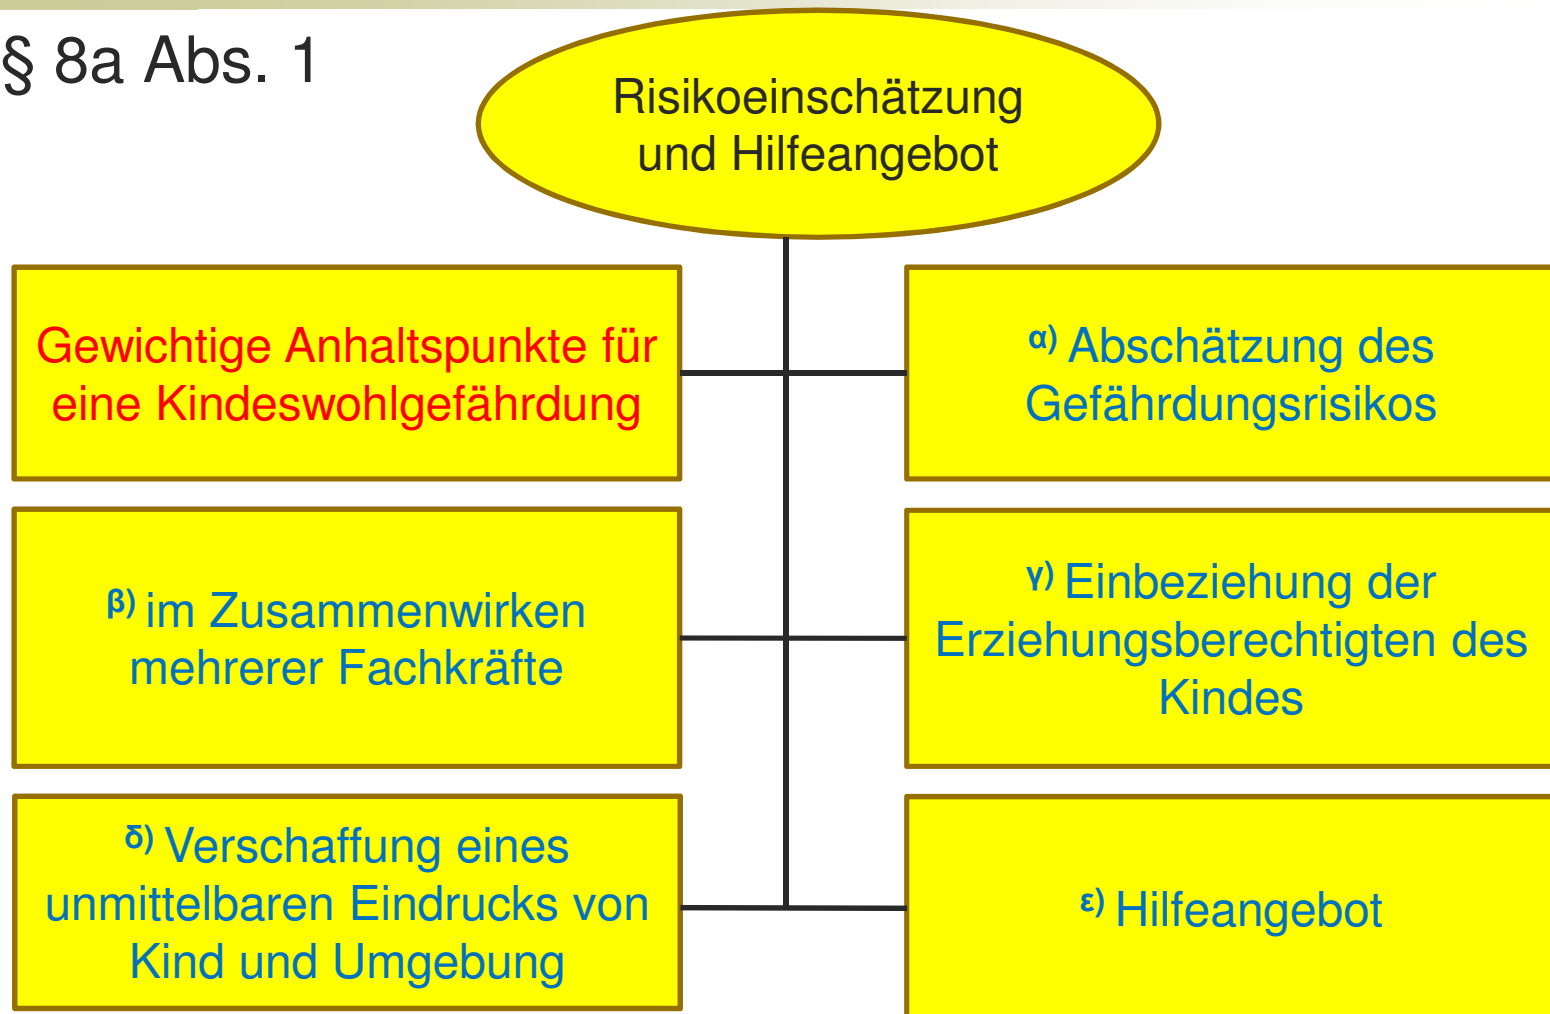 § 8a Abs. 1
Risikoeinschätzung
und Hilfeangebot
Gewichtige Anhaltspunkte für
eine Kindeswohlgefährdung
α) Abschätzung des
Gefährdungsrisikos
β) im Zusammenwirken
mehrerer Fachkräfte
γ) Einbeziehung der
Erziehungsberechtigten des
Kindes
δ) Verschaffung eines
unmittelbaren Eindrucks von
Kind und Umgebung
ε) Hilfeangebot